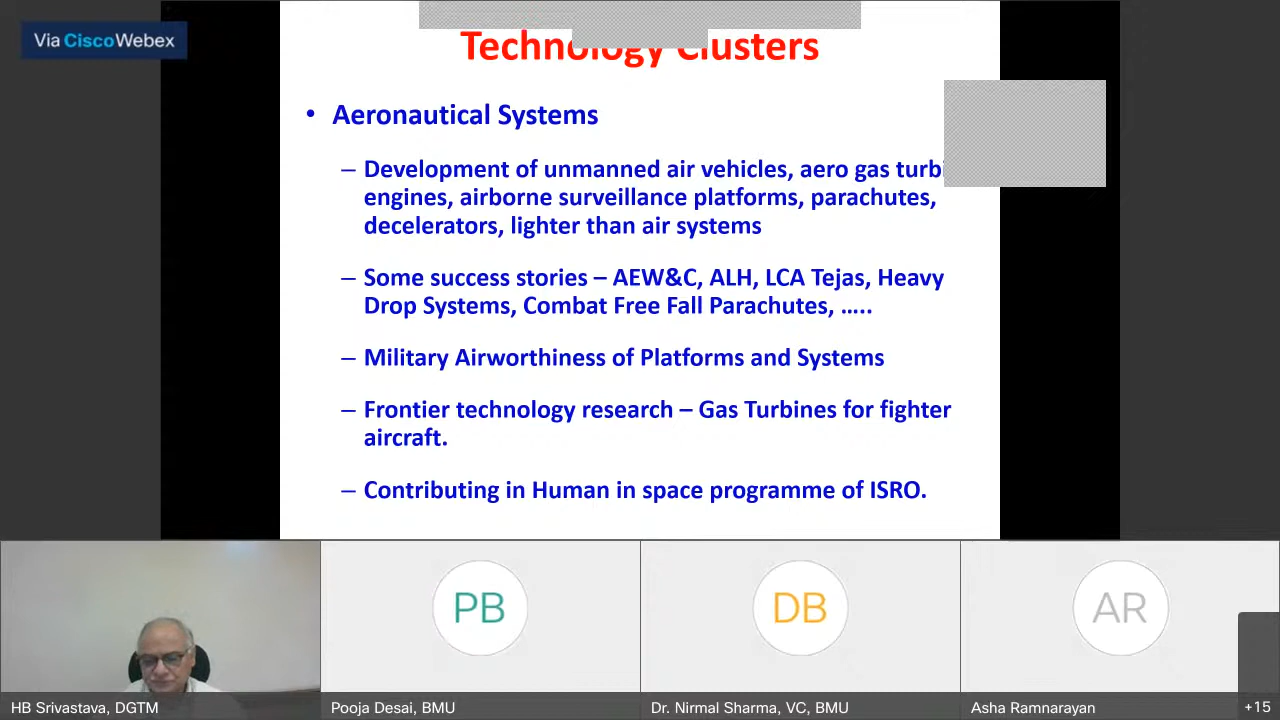 Via Cisco Webex
Technology Clusters
• Aeronautical Systems
– Development of unmanned air vehicles, aero gas
engines, airborne surveillance platforms, parachutes,
decelerators, lighter than air systems
– Some success stories – AEW&C, ALH, LCA Tejas, Heavy
Drop Systems, Combat Free Fall Parachutes, …..
– Military Airworthiness of Platforms and Systems
– Frontier technology research – Gas Turbines for fighter
aircraft.
– Contributing in Human in space programme of ISRO.
PB
DB
AR
HB Srivastava, DGTM
Pooja Desai, BMU
Dr. Nirmal Sharma, VC, BMU
Asha Ramnarayan
+15